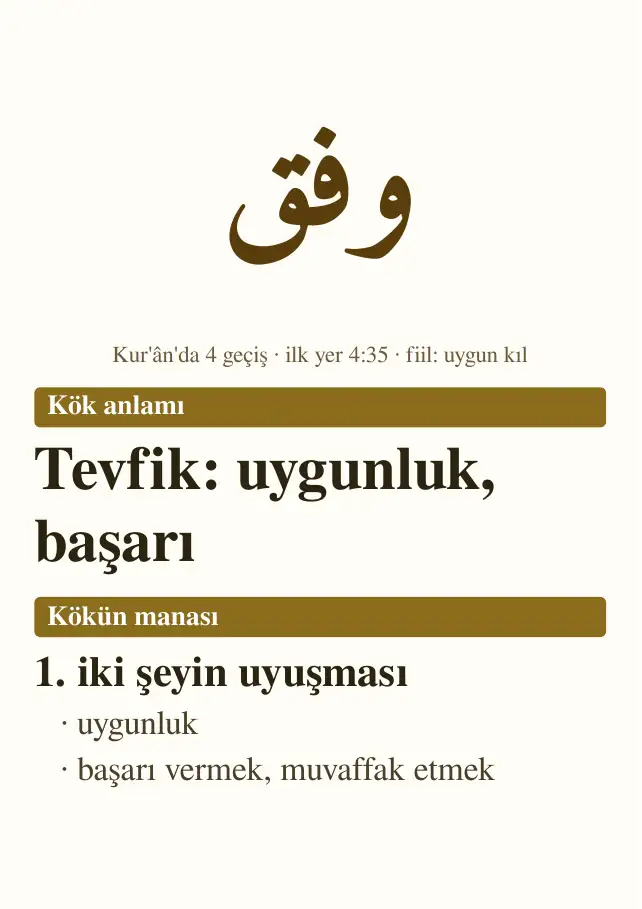 وفق
Kur'ân'da 4 geçiş · ilk yer 4:35 · fiil: uygun kıl
Kök anlamı
Tevfik: uygunluk,
başarı
Kökün manası
1. iki şeyin uyuşması
· uygunluk
· başarı vermek, muvaffak etmek